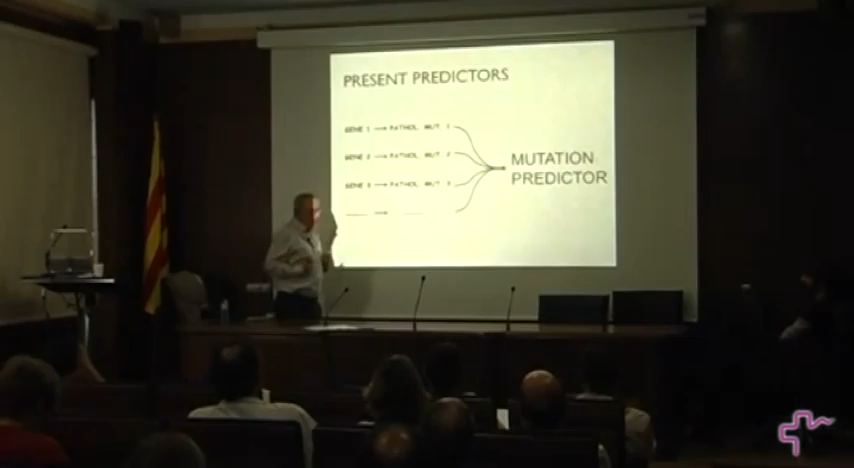 PRESENT PREDICTORS
GENE 1 → PATHOL. MUT. 1
GENE 2 → PATHOL. MUT. 2
GENE 3 → PATHOL. MUT. 3
MUTATION
PREDICTOR